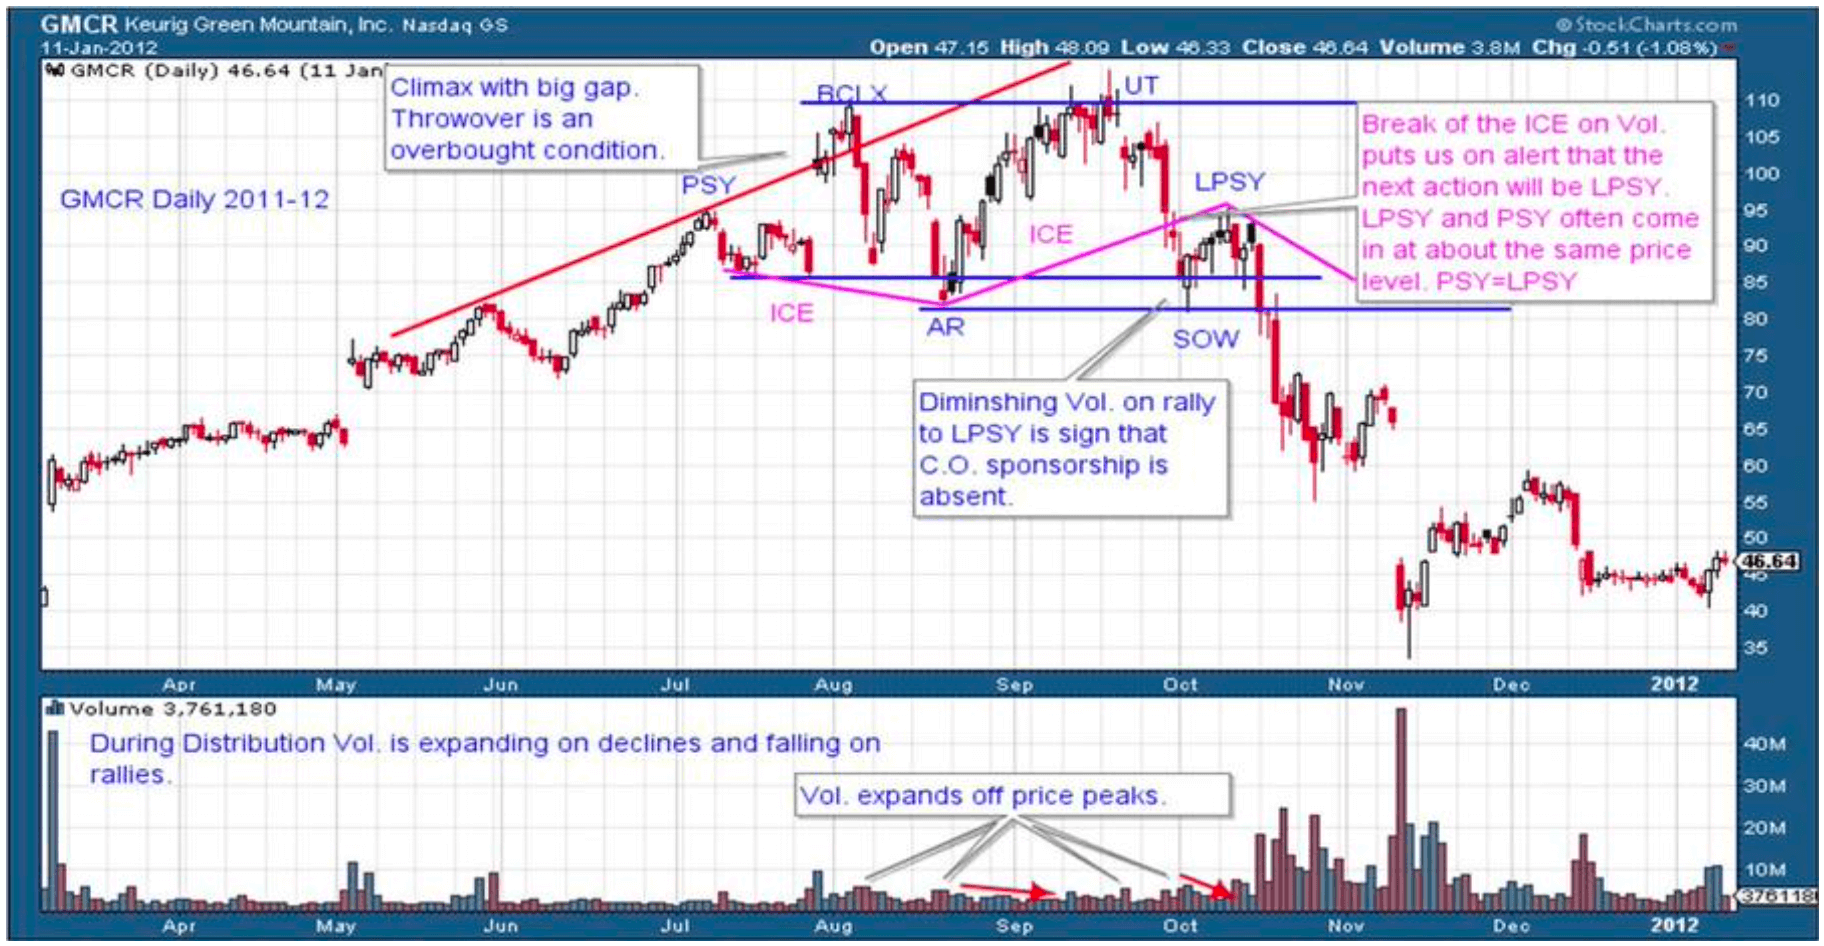 GMCR Keurig Green Mountain, Inc. Nasdaq GS
© StockCharts.com
11-Jan-2012
Open 47.15 High 48.09 Low 46.33 Close 46.64 Volume 3.8M Chg -0.51 (-1.08%)
GMCR (Daily) 46.64 (11 Jan
Climax with big gap.
Throwover is an
overbought condition.
BCLX
UT
PSY
GMCR Daily 2011-12
LPSY
Break of the ICE on Vol.
puts us on alert that the
next action will be LPSY.
LPSY and PSY often come
in at about the same price
level. PSY=LPSY
ICE
ICE
AR
SOW
Diminshing Vol. on rally
to LPSY is sign that
C.O. sponsorship is
absent.
110
105
100
95
90
85
80
75
70
65
60
55
50
46.64
45
40
35
Apr May Jun Jul Aug Sep Oct Nov Dec 2012
Volume 3,761,180
During Distribution Vol. is expanding on declines and falling on
rallies.
Vol. expands off price peaks.
40M
30M
20M
10M
3761180
Apr May Jun Jul Aug Sep Oct Nov Dec 2012